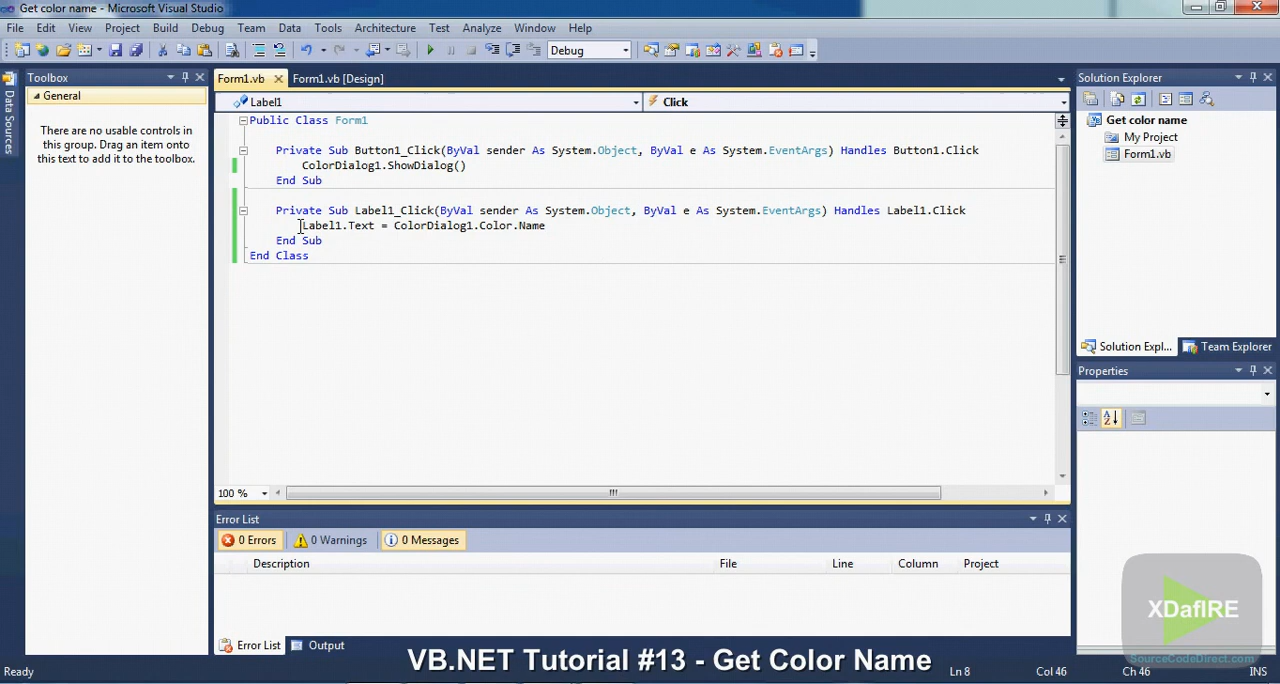 Get color name - Microsoft Visual Studio
File Edit View Project Build Debug Team Data Tools Architecture Test Analyze Window Help
Debug
Toolbox
General
There are no usable controls in
this group. Drag an item onto
this text to add it to the toolbox.
Data Sources
Form1.vb
Form1.vb [Design]
Label1
Click
Public Class Form1
Private Sub Button1_Click(ByVal sender As System.Object, ByVal e As System.EventArgs) Handles Button1.Click
ColorDialog1.ShowDialog()
End Sub
Private Sub Label1_Click(ByVal sender As System.Object, ByVal e As System.EventArgs) Handles Label1.Click
Label1.Text = ColorDialog1.Color.Name
End Sub
End Class
100 %
Error List
0 Errors
0 Warnings
0 Messages
Description File Line Column Project
Error List
Output
Solution Explorer
Get color name
My Project
Form1.vb
Solution Expl...
Team Explorer
Properties
XDafIRE
SourceCodeDirect.com
VB.NET Tutorial #13 - Get Color Name
Ready
Ln 8
Col 46
Ch 46
INS